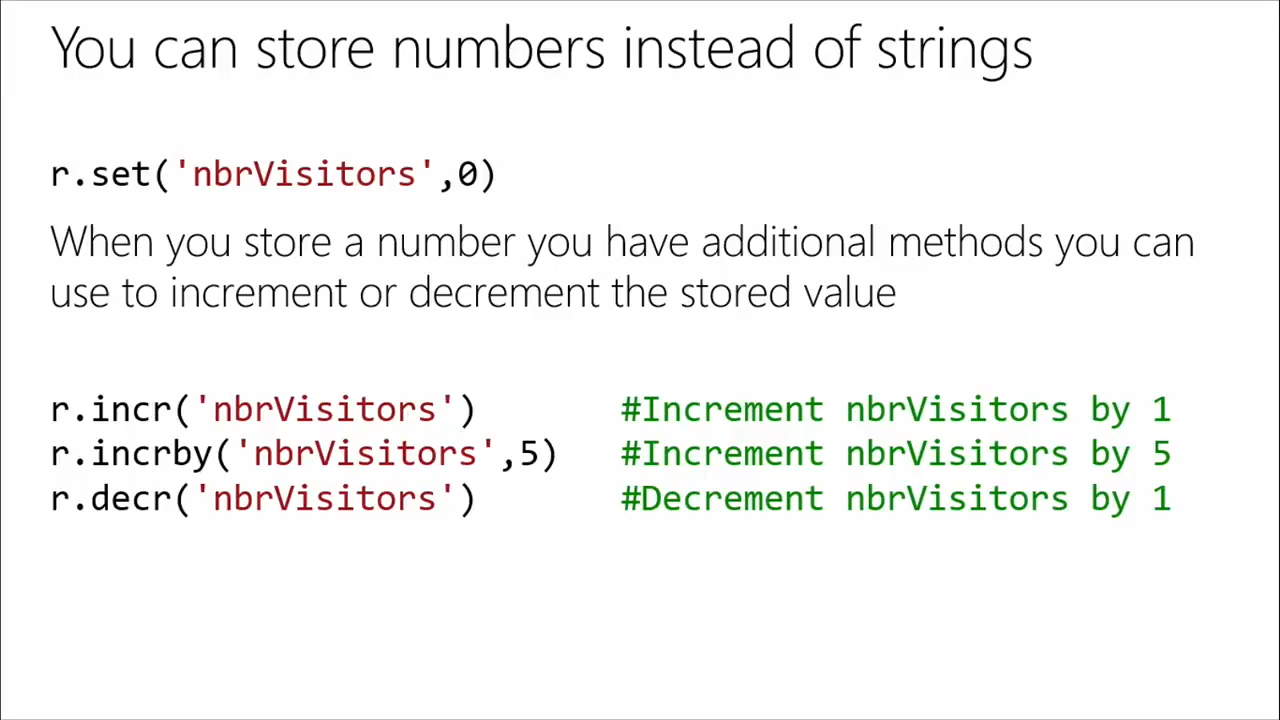 You can store numbers instead of strings
r.set('nbrVisitors',0)
When you store a number you have additional methods you can
use to increment or decrement the stored value
r.incr('nbrVisitors') #Increment nbrVisitors by 1
r.incrby('nbrVisitors',5) #Increment nbrVisitors by 5
r.decr('nbrVisitors') #Decrement nbrVisitors by 1